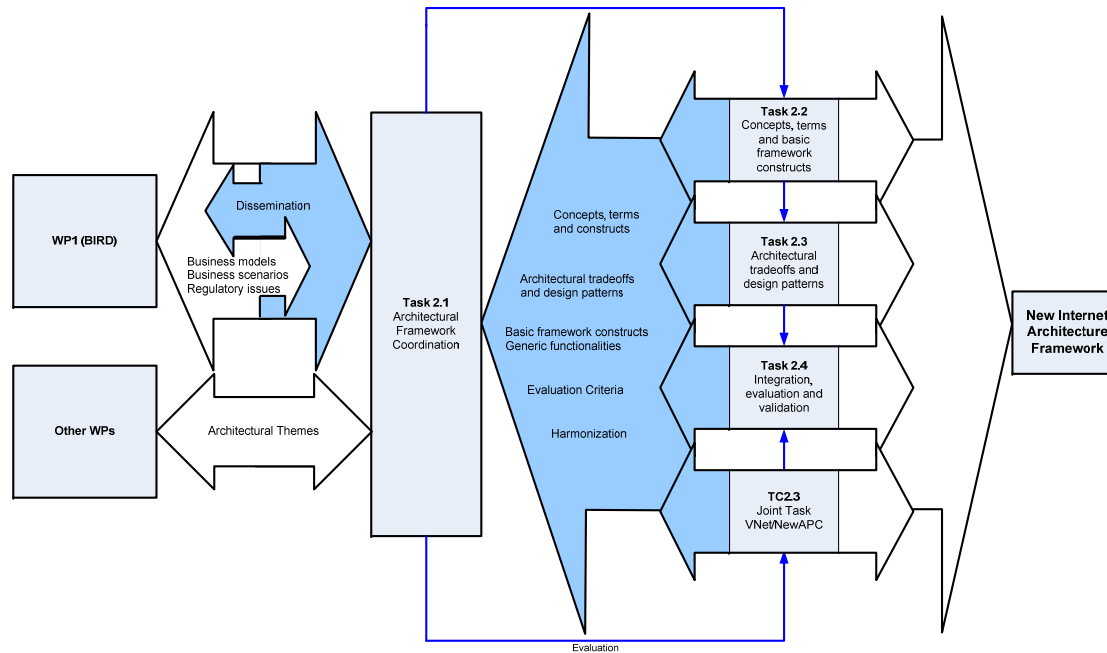 WP1 (BIRD)
Other WPs
Dissemination
Business models
Business scenarios
Regulatory issues
Architectural Themes
Task 2.1
Architectural
Framework
Coordination
Concepts, terms
and constructs
Architectural tradeoffs
and design patterns
Basic framework constructs
Generic functionalities
Evaluation Criteria
Harmonization
Task 2.2
Concepts, terms
and basic
framework
constructs
Task 2.3
Architectural
tradeoffs and
design patterns
Task 2.4
Integration,
evaluation and
validation
TC2.3
Joint Task
VNet/NewAPC
New Internet
Architecture
Framework
Evaluation